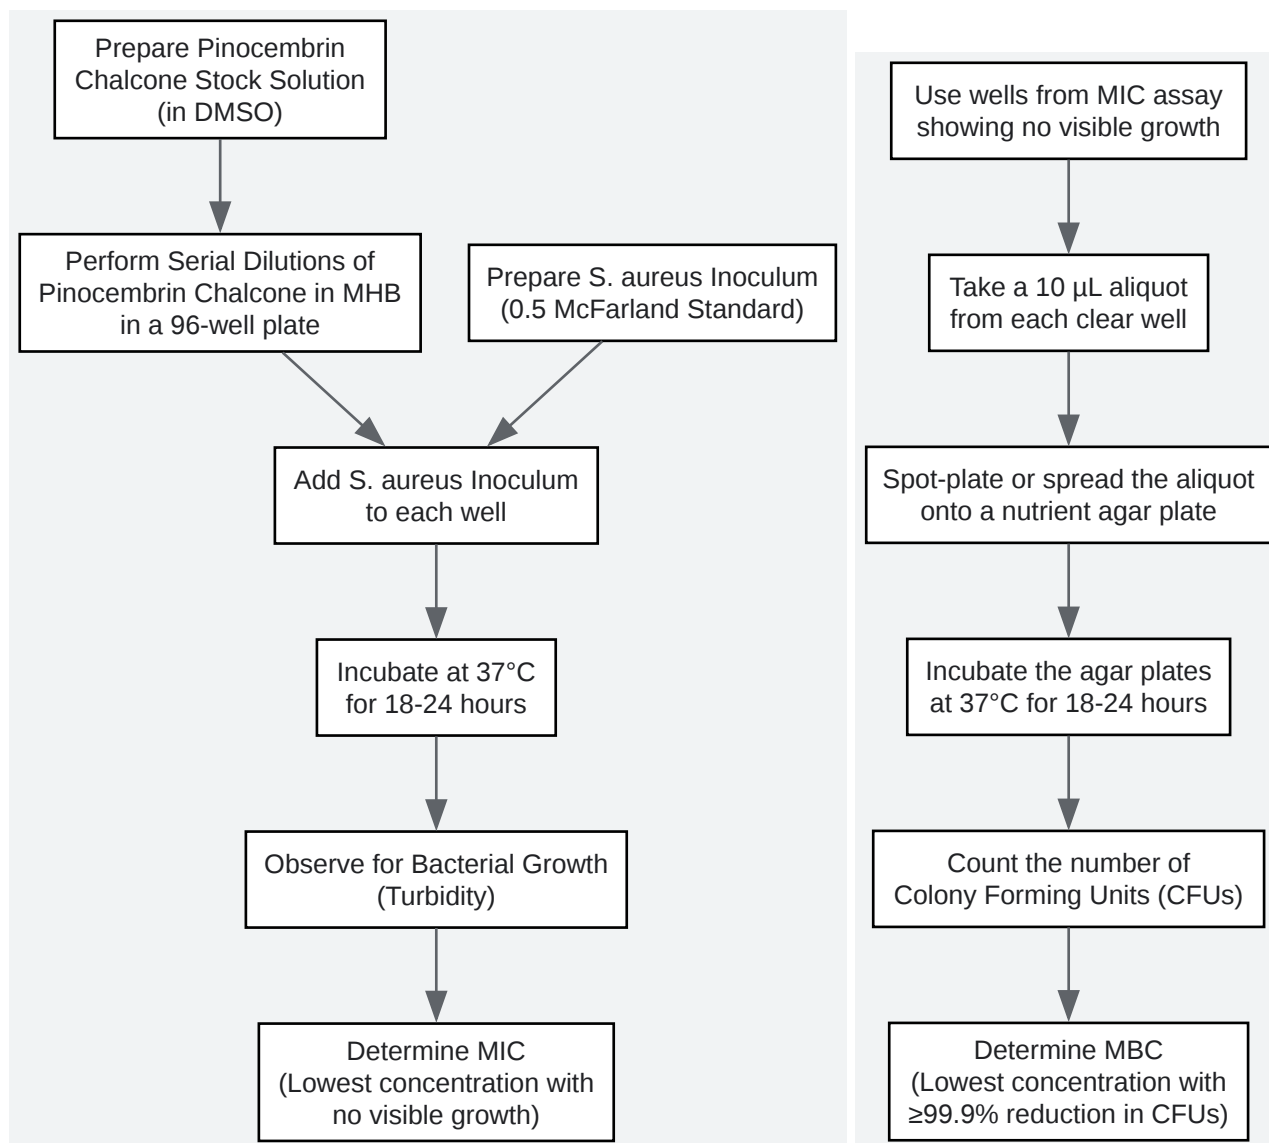 Prepare Pinocembrin
Chalcone Stock Solution
(in DMSO)
Perform Serial Dilutions of
Pinocembrin Chalcone in MHB
in a 96-well plate
Prepare S. aureus Inoculum
(0.5 McFarland Standard)
Add S. aureus Inoculum
to each well
Incubate at 37°C
for 18-24 hours
Observe for Bacterial Growth
(Turbidity)
Determine MIC
(Lowest concentration with
no visible growth)
Use wells from MIC assay
showing no visible growth
Take a 10 µL aliquot
from each clear well
Spot-plate or spread the aliquot
onto a nutrient agar plate
Incubate the agar plates
at 37°C for 18-24 hours
Count the number of
Colony Forming Units (CFUs)
Determine MBC
(Lowest concentration with
≥99.9% reduction in CFUs)